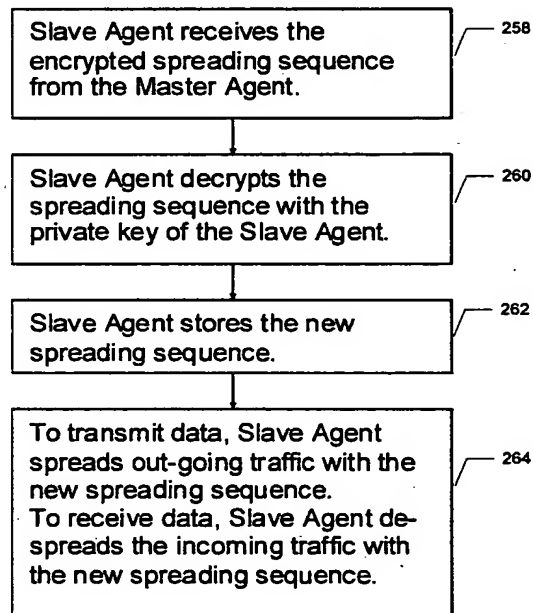 Slave Agent receives the
encrypted spreading sequence
from the Master Agent.
258
Slave Agent decrypts the
spreading sequence with the
private key of the Slave Agent.
260
Slave Agent stores the new
spreading sequence.
262
To transmit data, Slave Agent
spreads out-going traffic with the
new spreading sequence.
To receive data, Slave Agent de-
spreads the incoming traffic with
the new spreading sequence.
264